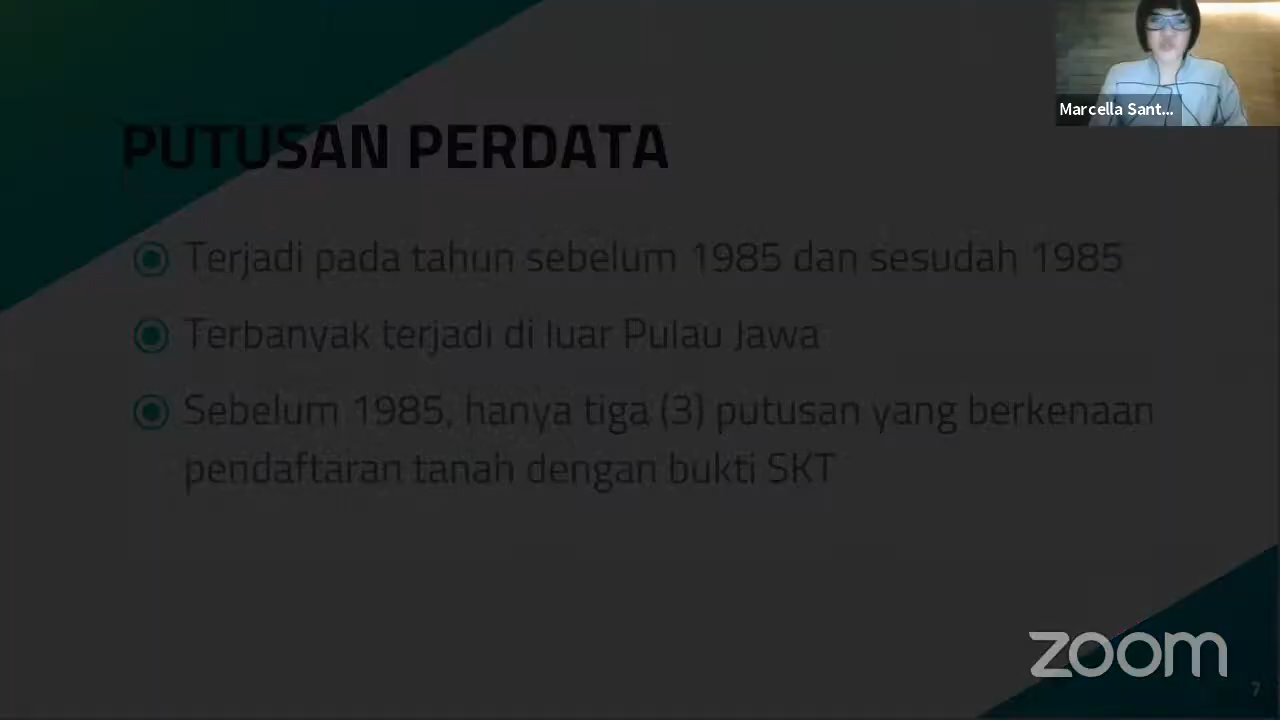 Marcella Sant...
PUTUSAN PERDATA
Terjadi pada tahun sebelum 1985 dan sesudah 1985
Terbanyak terjadi di luar Pulau Jawa
Sebelum 1985, hanya tiga (3) putusan yang berkenaan
pendaftaran tanah dengan bukti SKT
zoom
7